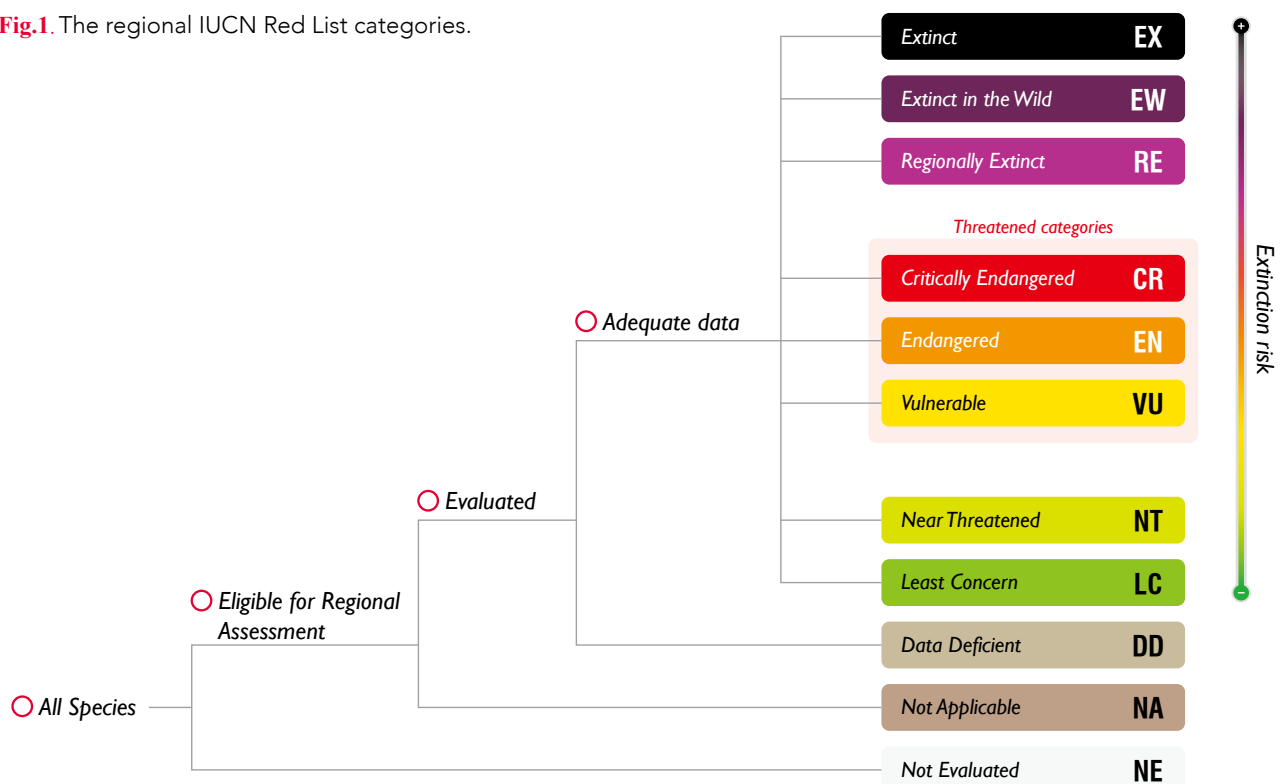 Fig.1. The regional IUCN Red List categories.
Extinct EX
Extinct in the Wild EW
Regionally Extinct RE
Threatened categories
Critically Endangered CR
Endangered EN
Vulnerable VU
Near Threatened NT
Least Concern LC
Data Deficient DD
Not Applicable NA
Not Evaluated NE
Adequate data
Evaluated
Eligible for Regional
Assessment
All Species
+
Extinction risk
-